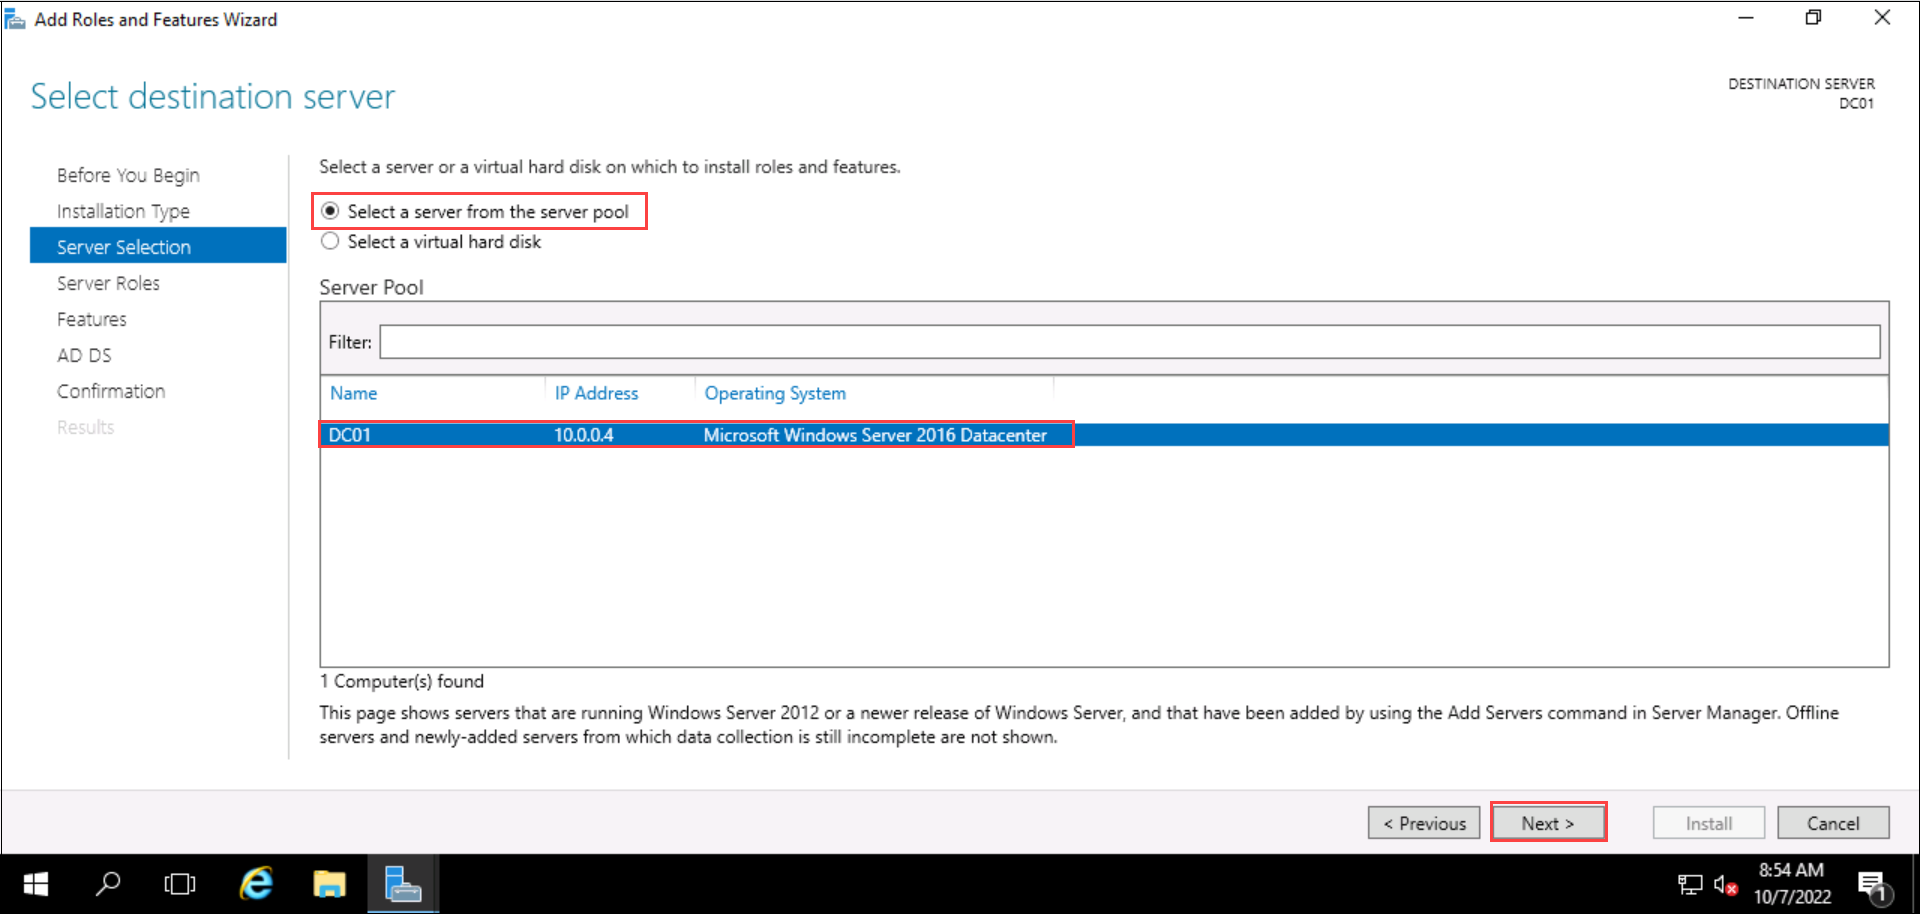 Add Roles and Features Wizard
Select destination server
DESTINATION SERVER
DC01
Before You Begin
Installation Type
Server Selection
Server Roles
Features
AD DS
Confirmation
Results
Select a server or a virtual hard disk on which to install roles and features.
Select a server from the server pool
Select a virtual hard disk
Server Pool
Filter:
Name IP Address Operating System
DC01 10.0.0.4 Microsoft Windows Server 2016 Datacenter
1 Computer(s) found
This page shows servers that are running Windows Server 2012 or a newer release of Windows Server, and that have been added by using the Add Servers command in Server Manager. Offline
servers and newly-added servers from which data collection is still incomplete are not shown.
< Previous Next > Install Cancel
8:54 AM
10/7/2022
1